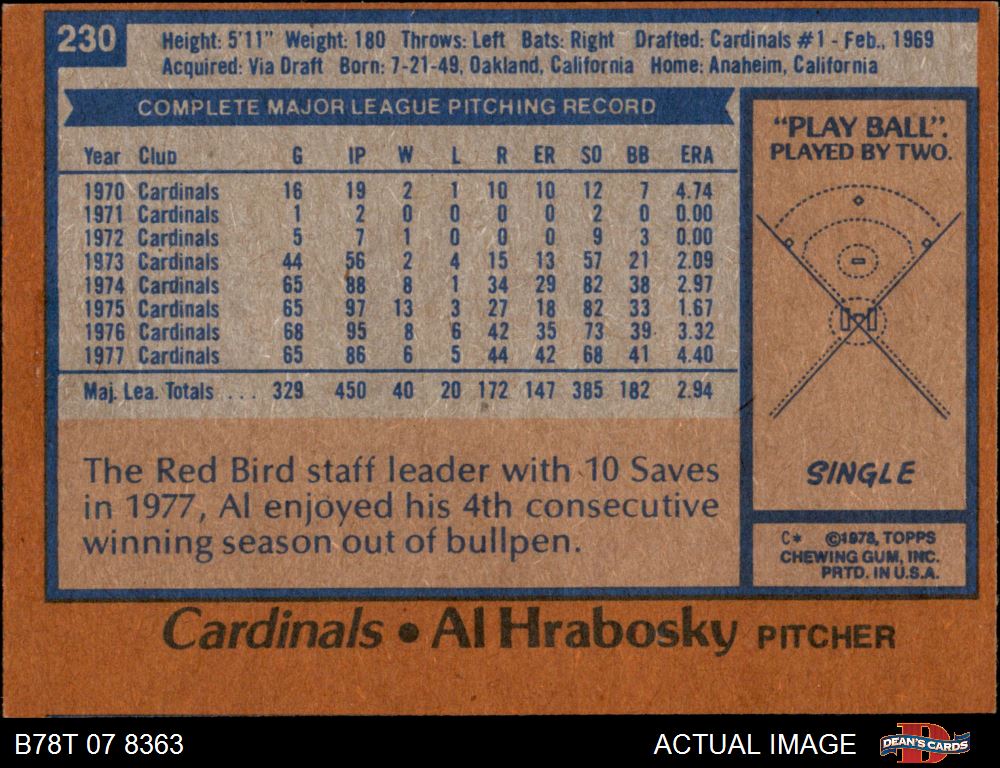 230
Height: 5'11" Weight: 180 Throws: Left Bats: Right Drafted: Cardinals #1 - Feb., 1969
Acquired: Via Draft Born: 7-21-49, Oakland, California Home: Anaheim, California
COMPLETE MAJOR LEAGUE PITCHING RECORD
Year Club G IP W L R ER SO BB ERA
1970 Cardinals 16 19 2 1 10 10 12 7 4.74
1971 Cardinals 1 2 0 0 0 0 2 0 0.00
1972 Cardinals 5 7 1 0 0 0 9 3 0.00
1973 Cardinals 44 56 2 4 15 13 57 21 2.09
1974 Cardinals 65 88 8 1 34 29 82 38 2.97
1975 Cardinals 65 97 13 3 27 18 82 33 1.67
1976 Cardinals 68 95 8 6 42 35 73 39 3.32
1977 Cardinals 65 86 6 5 44 42 68 41 4.40
Maj. Lea. Totals ... 329 450 40 20 172 147 385 182 2.94
The Red Bird staff leader with 10 Saves
in 1977, Al enjoyed his 4th consecutive
winning season out of bullpen.
"PLAY BALL".
PLAYED BY TWO.
SINGLE
C* ©1978, TOPPS
CHEWING GUM, INC.
PRTD. IN U.S.A.
Cardinals • Al Hrabosky PITCHER
B78T 07 8363
ACTUAL IMAGE
DEAN'S CARDS